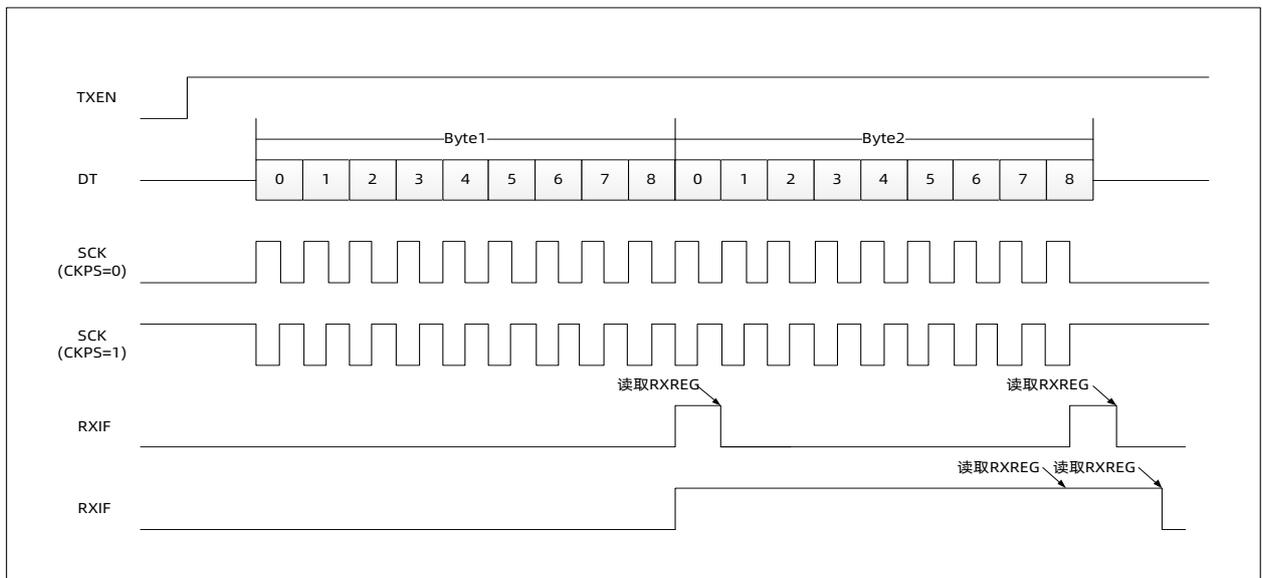 TXEN
Byte1 Byte2
DT 0 1 2 3 4 5 6 7 8 0 1 2 3 4 5 6 7 8
SCK
(CKPS=0)
SCK
(CKPS=1)
读取RXREG 读取RXREG
RXIF
读取RXREG 读取RXREG
RXIF